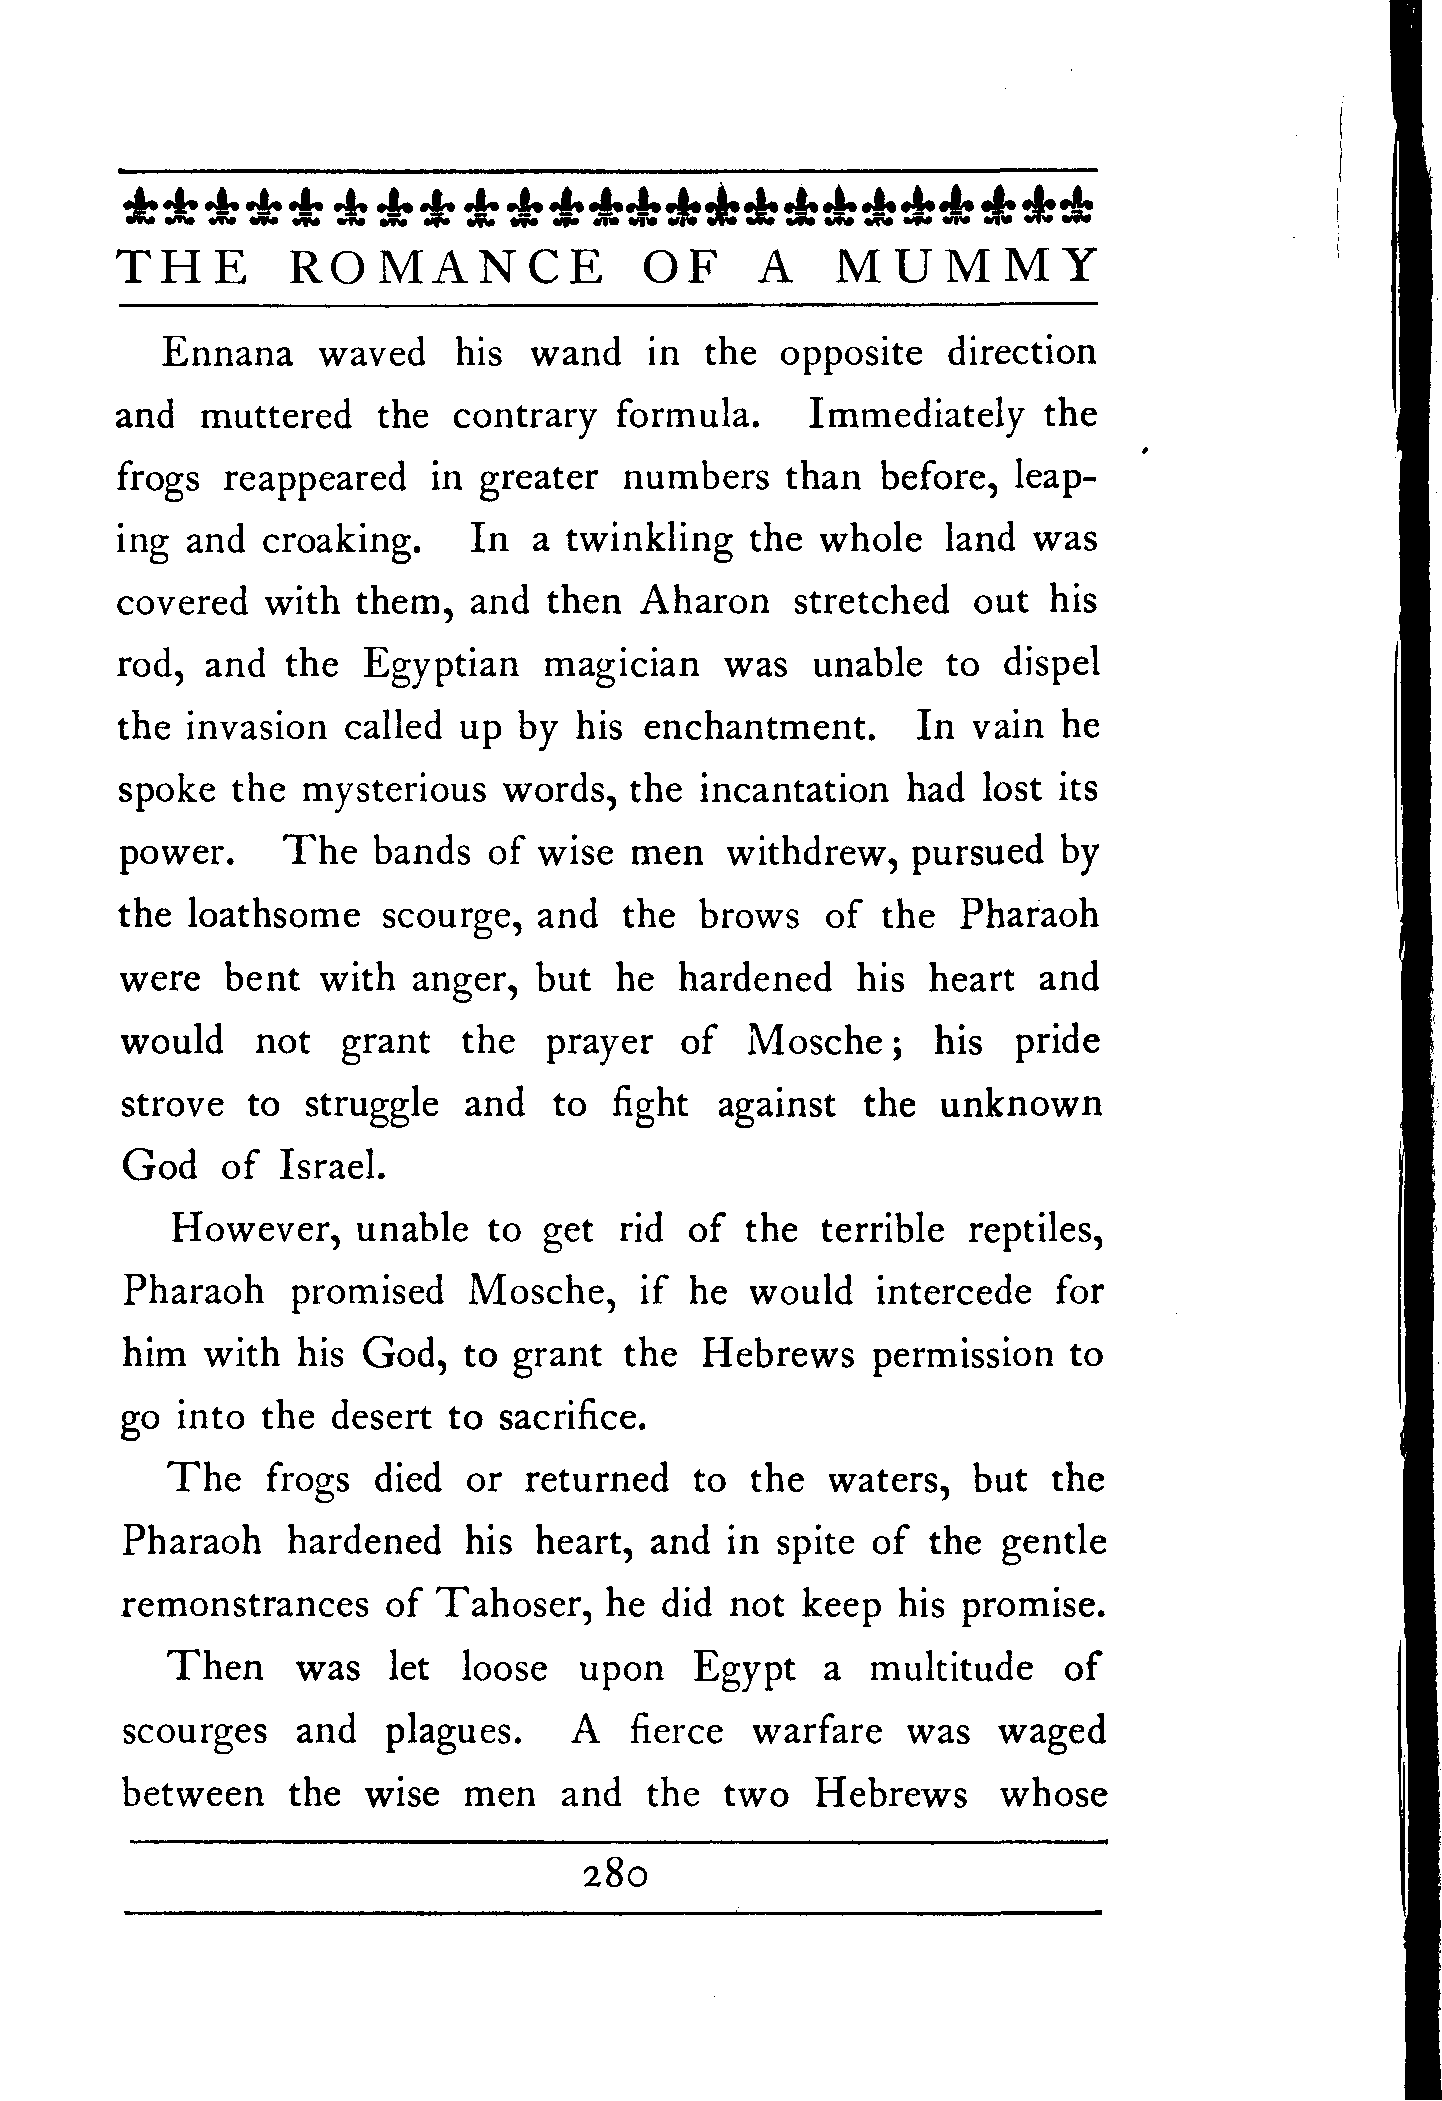 THE ROMANCE OF A MUMMY
Ennana waved his wand in the opposite direction
and muttered the contrary formula. Immediately the
frogs reappeared in greater numbers than before, leap-
ing and croaking. In a twinkling the whole land was
covered with them, and then Aharon stretched out his
rod, and the Egyptian magician was unable to dispel
the invasion called up by his enchantment. In vain he
spoke the mysterious words, the incantation had lost its
power. The bands of wise men withdrew, pursued by
the loathsome scourge, and the brows of the Pharaoh
were bent with anger, but he hardened his heart and
would not grant the prayer of Mosche; his pride
strove to struggle and to fight against the unknown
God of Israel.
However, unable to get rid of the terrible reptiles,
Pharaoh promised Mosche, if he would intercede for
him with his God, to grant the Hebrews permission to
go into the desert to sacrifice.
The frogs died or returned to the waters, but the
Pharaoh hardened his heart, and in spite of the gentle
remonstrances of Tahoser, he did not keep his promise.
Then was let loose upon Egypt a multitude of
scourges and plagues. A fierce warfare was waged
between the wise men and the two Hebrews whose
280